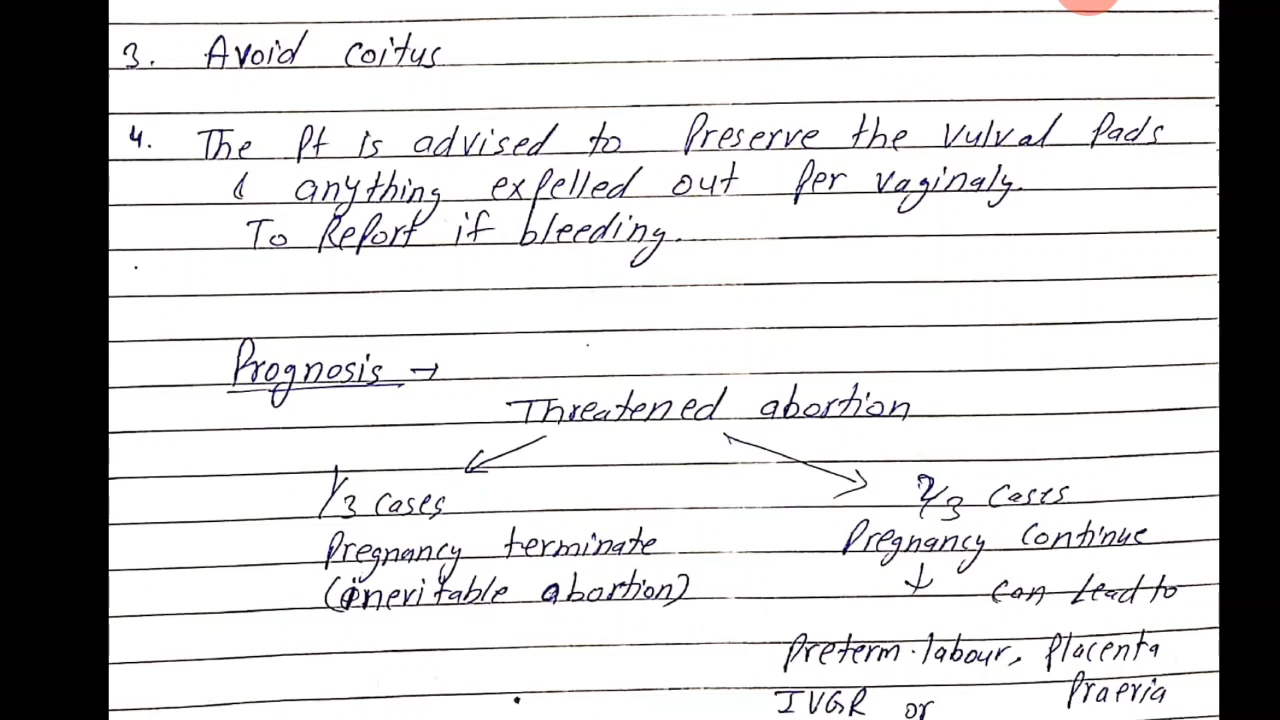 3. Avoid coitus
4. The Pt is advised to Preserve the vulval Pads
& anything expelled out Per vaginaly.
To Report if bleeding.
Prognosis →
Threatened abortion
1/3 cases
Pregnancy terminate
(inevitable abortion)
2/3 cases
Pregnancy continue
↓ can lead to
Preterm labour, Placenta
Praevia
IUGR or